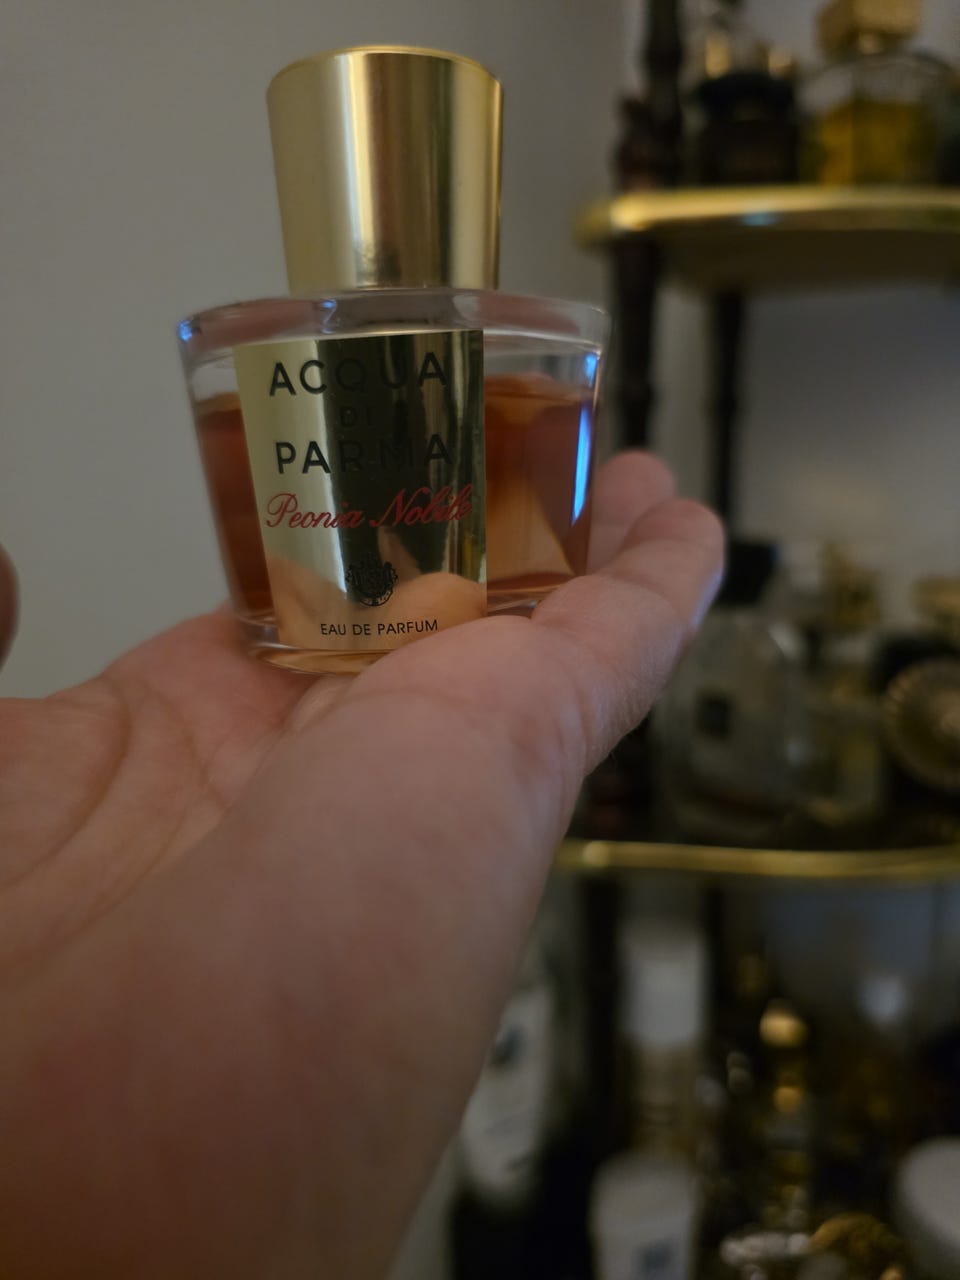 ACQUA
DI
PARMA
Peonia Nobile
EAU DE PARFUM